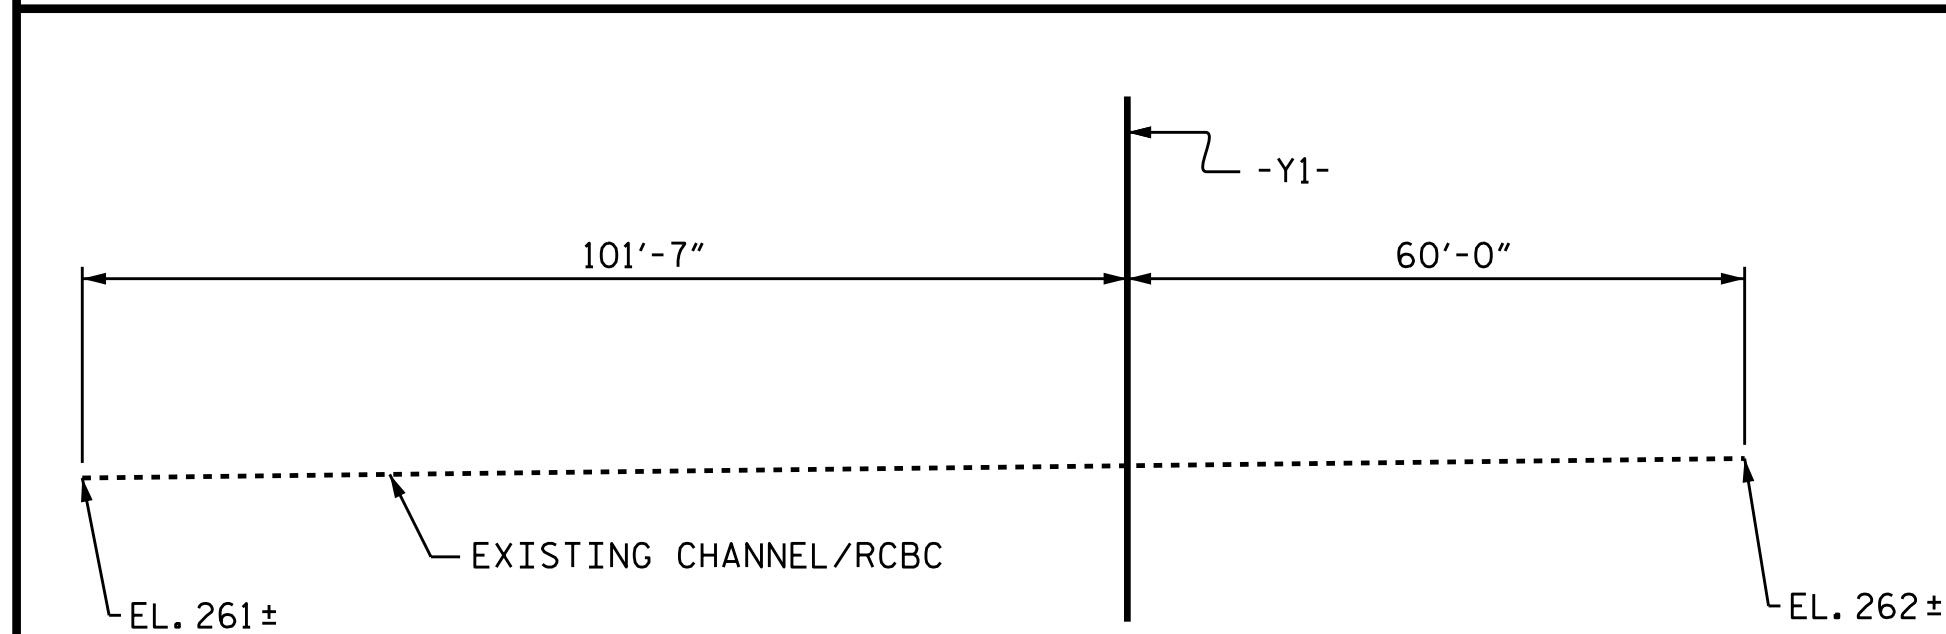 -Y1-
101'-7" 60'-0"
EXISTING CHANNEL/RCBC
EL. 261± EL. 262±